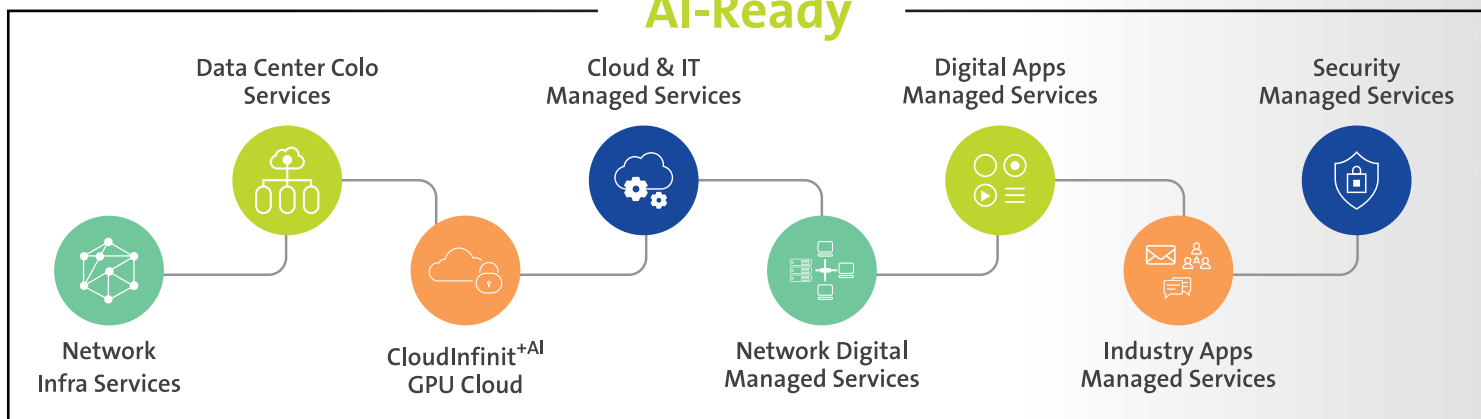 AI-Ready
Data Center Colo
Services
Cloud & IT
Managed Services
Digital Apps
Managed Services
Security
Managed Services
Network
Infra Services
CloudInfinit+AI
GPU Cloud
Network Digital
Managed Services
Industry Apps
Managed Services